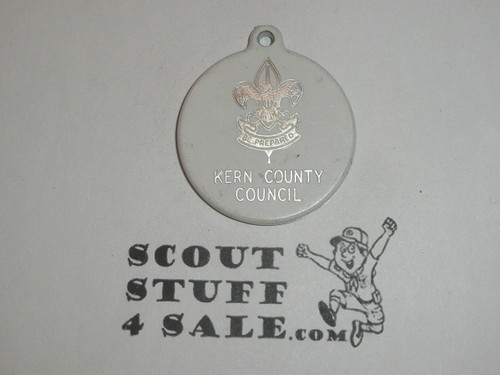 BE PREPARED
KERN COUNTY
COUNCIL
SCOUT
STUFF
4 SALE.COM